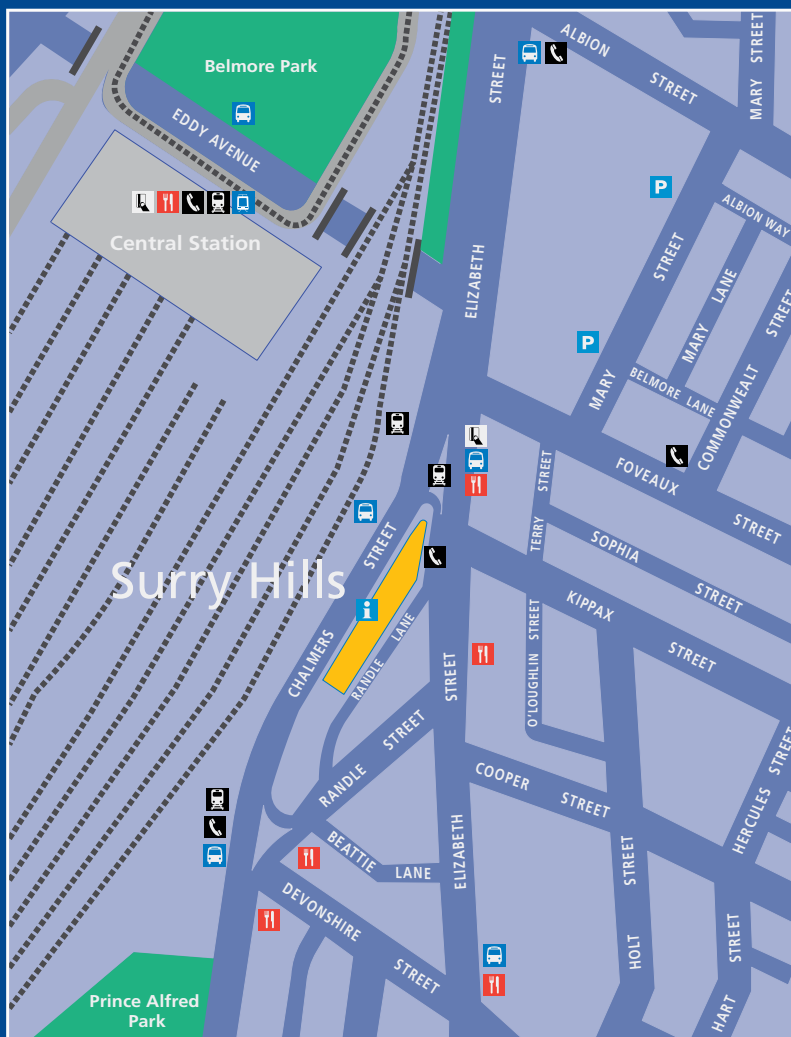 ALBION
STREET
STREET
MARY STREET
Belmore Park
EDDY AVENUE
P
ALBION WAY
Central Station
ELIZABETH
STREET
MARY
MARY LANE
STREET
P
BELMORE LANE
COMMONWEALT
FOVEAUX
STREET
STREET
TERRY
SOPHIA
STREET
STREET
CHALMERS
Surry Hills
i
RANDLE LANE
KIPPAX
STREET
O'LOUGHLIN STREET
STREET
RANDLE STREET
COOPER
STREET
HERCULES STREET
ELIZABETH
BEATTIE
LANE
STREET
HOLT
DEVONSHIRE
STREET
STREET
HART
Prince Alfred
Park